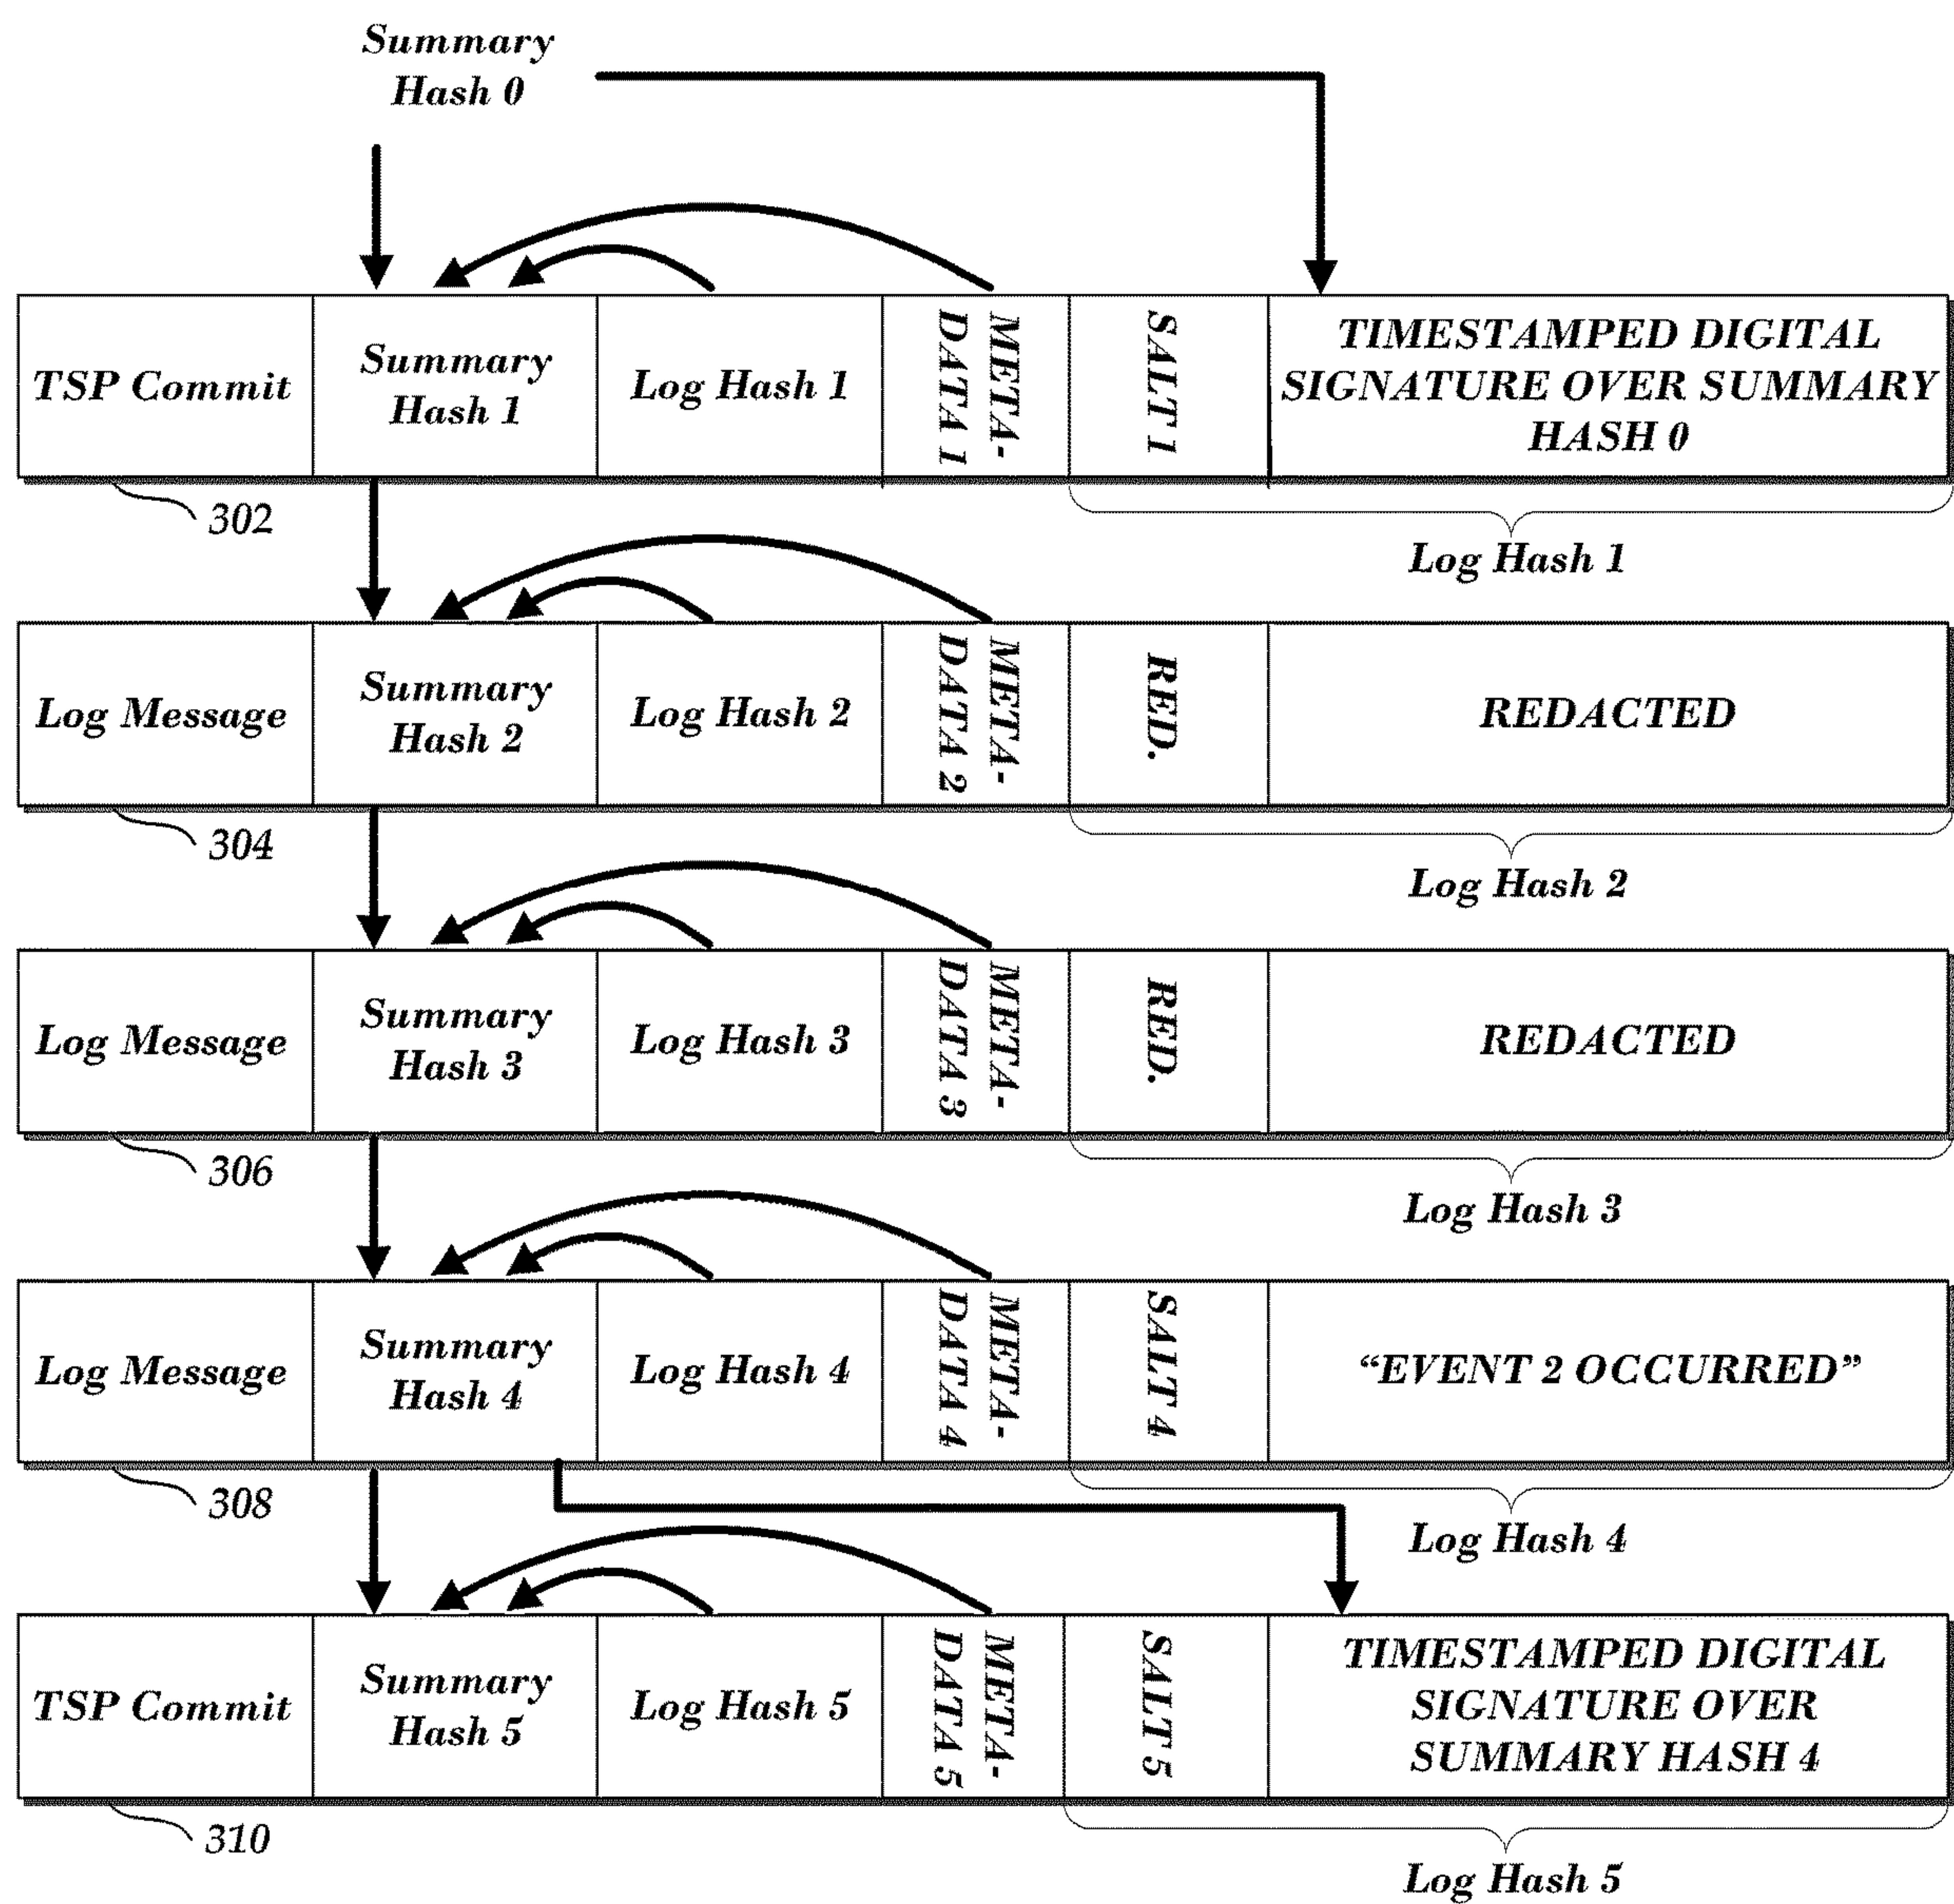 Summary
Hash 0
TSP Commit
Summary
Hash 1
Log Hash 1
META-
DATA 1
SALT 1
TIMESTAMPED DIGITAL
SIGNATURE OVER SUMMARY
HASH 0
302
Log Hash 1
Log Message
Summary
Hash 2
Log Hash 2
META-
DATA 2
RED.
REDACTED
304
Log Hash 2
Log Message
Summary
Hash 3
Log Hash 3
META-
DATA 3
RED.
REDACTED
306
Log Hash 3
Log Message
Summary
Hash 4
Log Hash 4
META-
DATA 4
SALT 4
“EVENT 2 OCCURRED”
308
Log Hash 4
TSP Commit
Summary
Hash 5
Log Hash 5
META-
DATA 5
SALT 5
TIMESTAMPED DIGITAL
SIGNATURE OVER
SUMMARY HASH 4
310
Log Hash 5